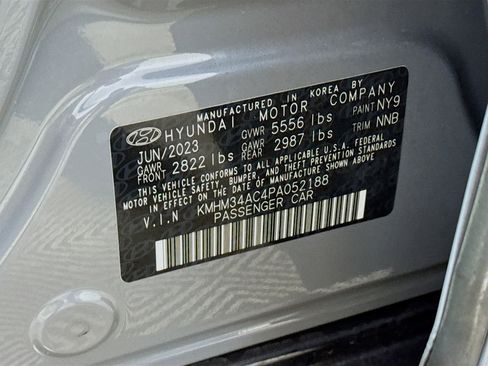 MANUFACTURED IN KOREA BY
HYUNDAI MOTOR COMPANY
JUN/2023 GVWR 5556 lbs PAINT NY9
GAWR FRONT 2822 lbs GAWR REAR 2987 lbs TRIM NNB
THIS VEHICLE CONFORMS TO ALL APPLICABLE U.S.A. FEDERAL
MOTOR VEHICLE SAFETY AND BUMPER STANDARDS IN
EFFECT ON THE DATE OF MANUFACTURE SHOWN ABOVE.
V.I.N KMHM34AC4PA052188
PASSENGER CAR